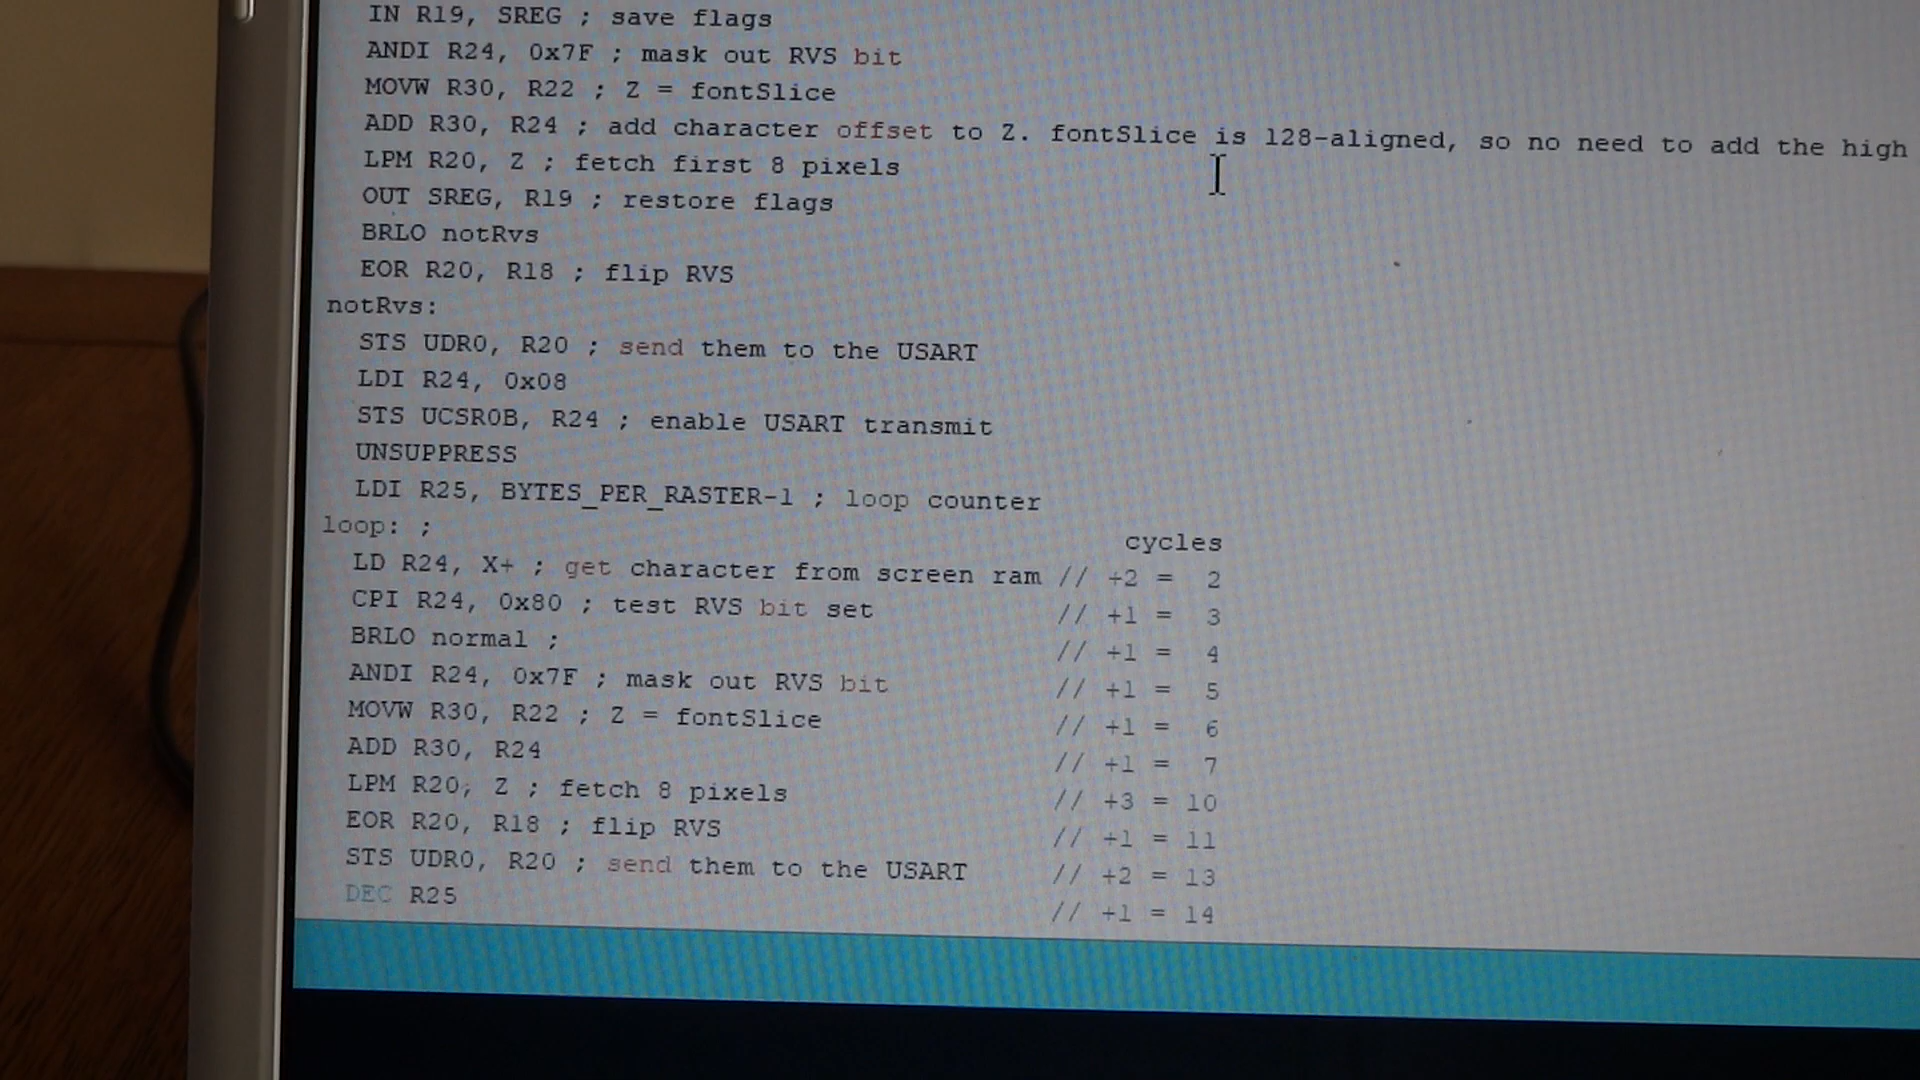 IN R19, SREG ; save flags
ANDI R24, 0x7F ; mask out RVS bit
MOVW R30, R22 ; Z = fontSlice
ADD R30, R24 ; add character offset to Z. fontSlice is 128-aligned, so no need to add the high
LPM R20, Z ; fetch first 8 pixels
OUT SREG, R19 ; restore flags
BRLO notRvs
EOR R20, R18 ; flip RVS
notRvs:
STS UDR0, R20 ; send them to the USART
LDI R24, 0x08
STS UCSR0B, R24 ; enable USART transmit
UNSUPPRESS
LDI R25, BYTES_PER_RASTER-1 ; loop counter
loop: ; cycles
LD R24, X+ ; get character from screen ram // +2 = 2
CPI R24, 0x80 ; test RVS bit set // +1 = 3
BRLO normal ; // +1 = 4
ANDI R24, 0x7F ; mask out RVS bit // +1 = 5
MOVW R30, R22 ; Z = fontSlice // +1 = 6
ADD R30, R24 // +1 = 7
LPM R20, Z ; fetch 8 pixels // +3 = 10
EOR R20, R18 ; flip RVS // +1 = 11
STS UDR0, R20 ; send them to the USART // +2 = 13
DEC R25 // +1 = 14